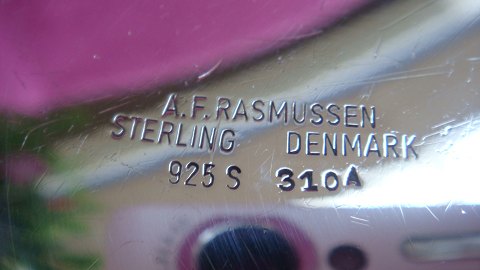 A.F. RASMUSSEN
STERLING DENMARK
925 S 310A